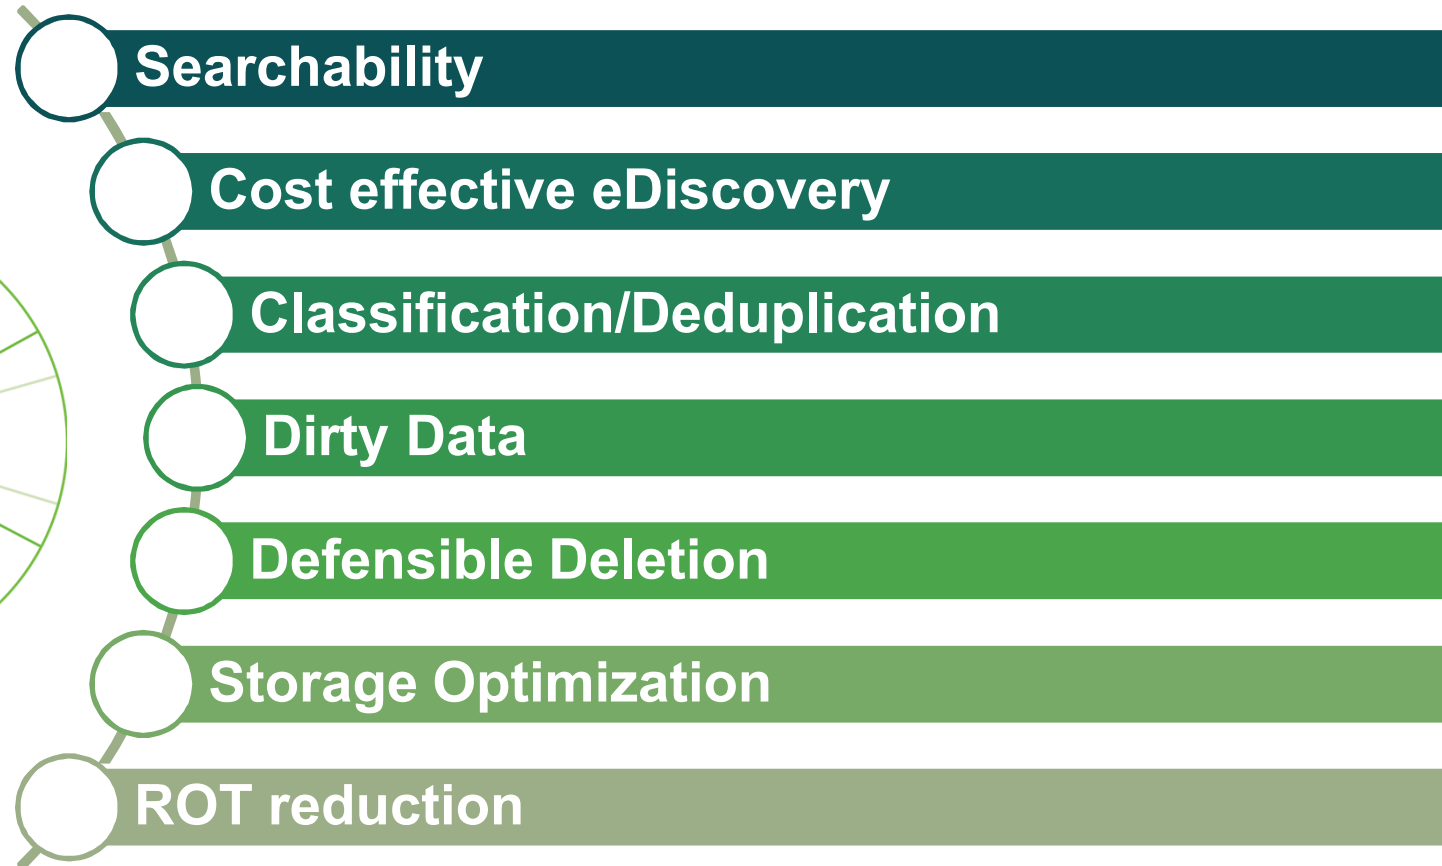 Searchability
Cost effective eDiscovery
Classification/Deduplication
Dirty Data
Defensible Deletion
Storage Optimization
ROT reduction